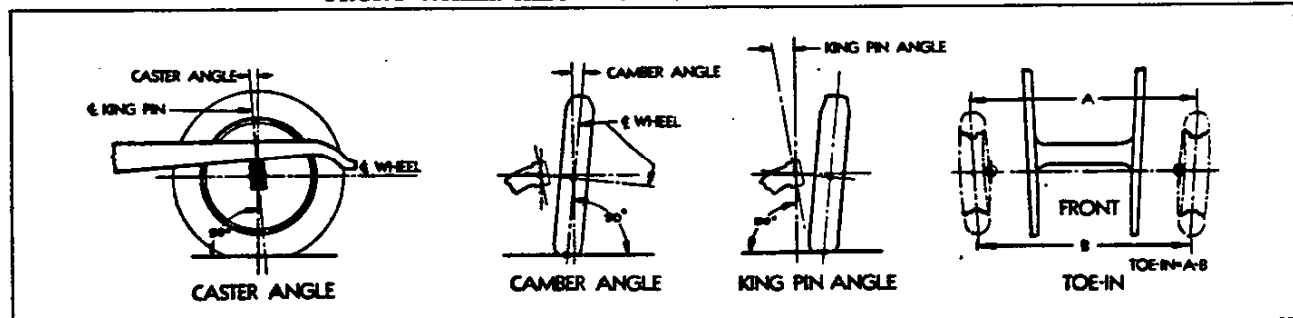 CASTER ANGLE
℄ KING PIN
℄ WHEEL
90°
CASTER ANGLE
CAMBER ANGLE
℄ WHEEL
90°
CAMBER ANGLE
KING PIN ANGLE
90°
KING PIN ANGLE
A
FRONT
B
TOE-IN=A-B
TOE-IN